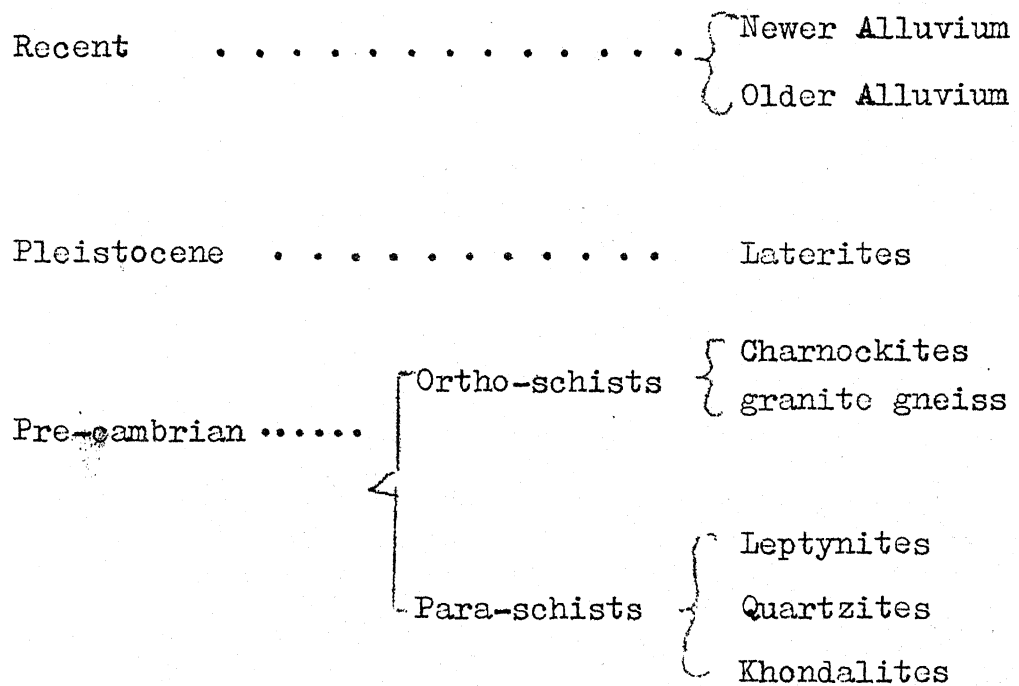 Newer Alluvium
Recent . . . . . . . . . . . . .
Older Alluvium
Pleistocene . . . . . . . . . . . Laterites
Charnockites
Ortho-schists
granite gneiss
Pre-cambrian ......
Leptynites
Para-schists Quartzites
Khondalites